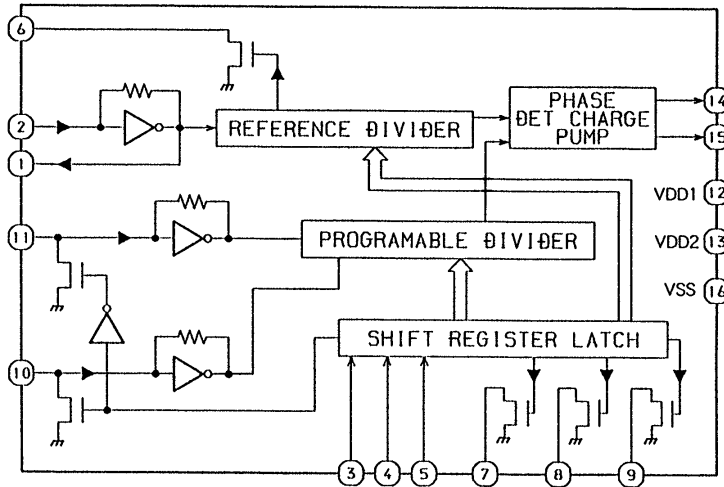 6
2
1
11
10
REFERENCE DIVIDER
PHASE
DET CHARGE
PUMP
14
15
VDD1 12
VDD2 13
VSS 16
PROGRAMABLE DIVIDER
SHIFT REGISTER LATCH
3 4 5 7 8 9